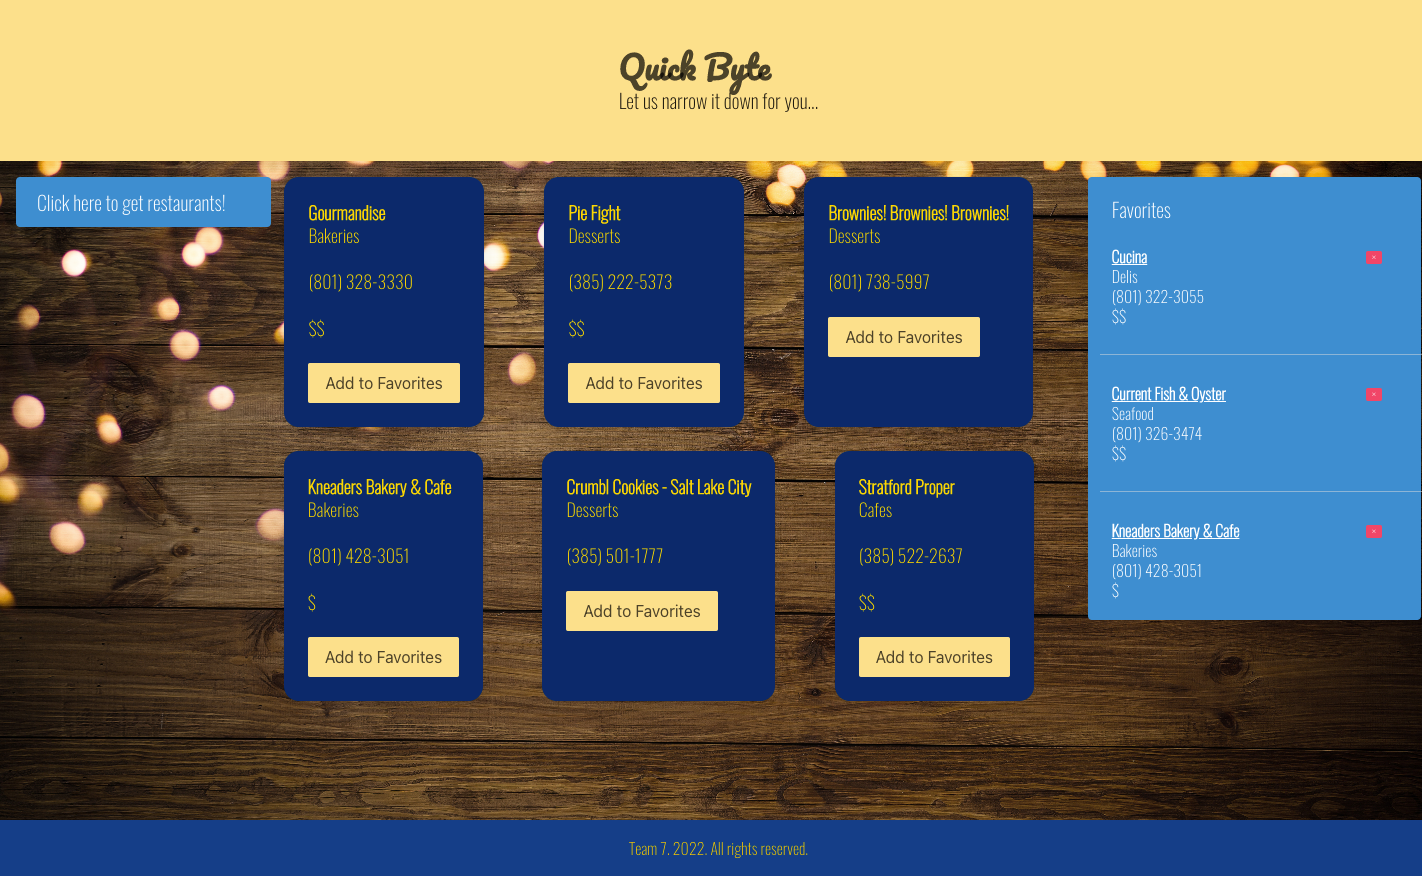 Quick Byte
Let us narrow it down for you...
Click here to get restaurants!
Gourmandise
Bakeries
(801) 328-3330
$$
Add to Favorites
Pie Fight
Desserts
(385) 222-5373
$$
Add to Favorites
Brownies! Brownies! Brownies!
Desserts
(801) 738-5997
Add to Favorites
Kneaders Bakery & Cafe
Bakeries
(801) 428-3051
$
Add to Favorites
Crumbl Cookies - Salt Lake City
Desserts
(385) 501-1777
Add to Favorites
Stratford Proper
Cafes
(385) 522-2637
$$
Add to Favorites
Favorites
Cucina
Delis
(801) 322-3055
$$
Current Fish & Oyster
Seafood
(801) 326-3474
$$
Kneaders Bakery & Cafe
Bakeries
(801) 428-3051
$
Team 7. 2022. All rights reserved.